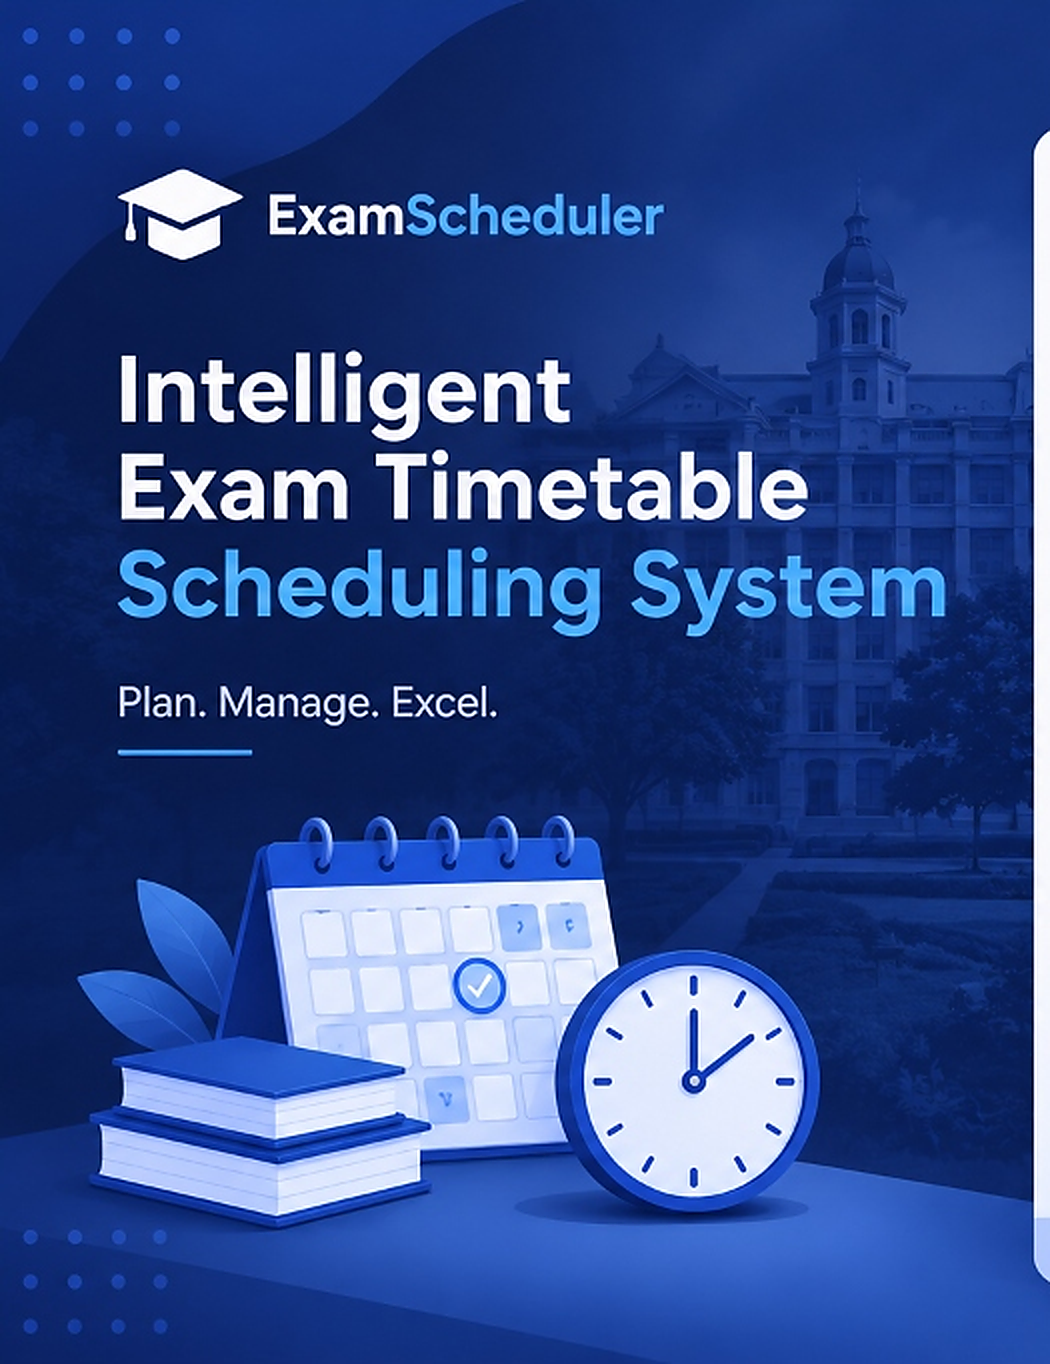 ExamScheduler
Intelligent
Exam Timetable
Scheduling System
Plan. Manage. Excel.